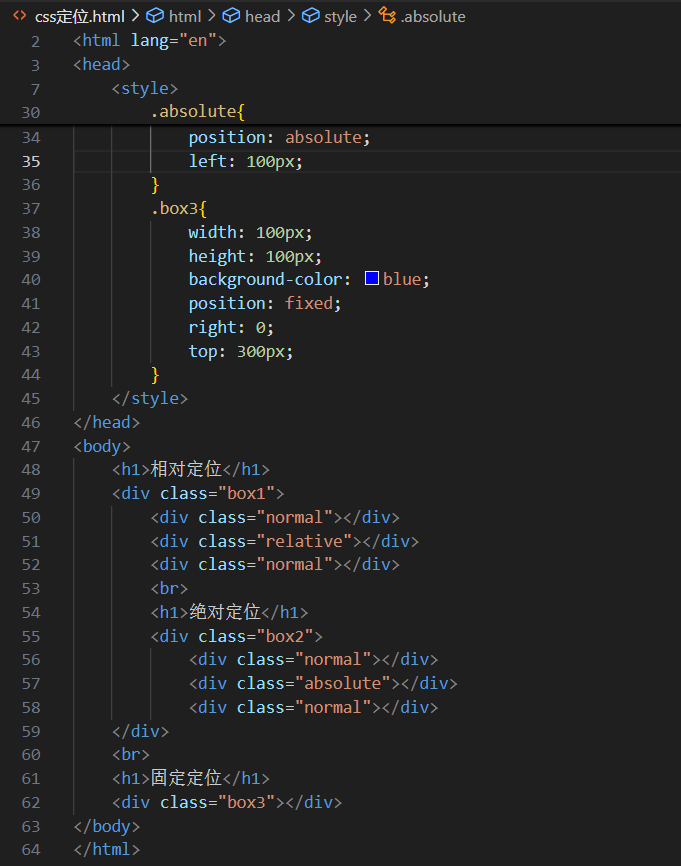 css定位.html > html > head > style > .absolute
2 <html lang="en">
3 <head>
7 <style>
30 .absolute{
34 position: absolute;
35 left: 100px;
36 }
37 .box3{
38 width: 100px;
39 height: 100px;
40 background-color: blue;
41 position: fixed;
42 right: 0;
43 top: 300px;
44 }
45 </style>
46 </head>
47 <body>
48 <h1>相对定位</h1>
49 <div class="box1">
50 <div class="normal"></div>
51 <div class="relative"></div>
52 <div class="normal"></div>
53 <br>
54 <h1>绝对定位</h1>
55 <div class="box2">
56 <div class="normal"></div>
57 <div class="absolute"></div>
58 <div class="normal"></div>
59 </div>
60 <br>
61 <h1>固定定位</h1>
62 <div class="box3"></div>
63 </body>
64 </html>